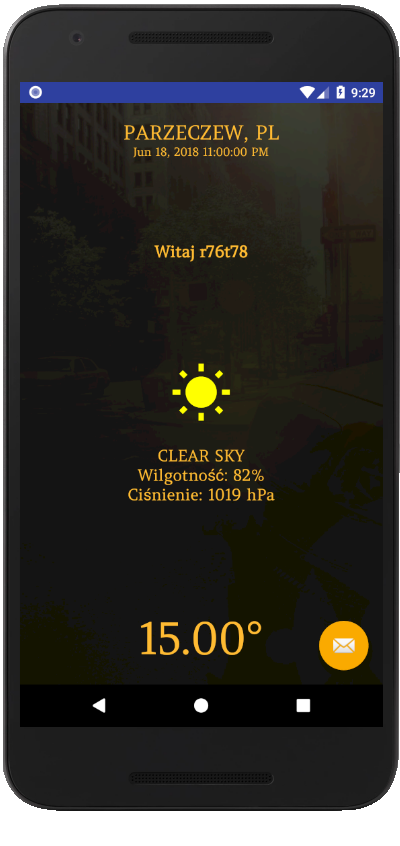 9:29
PARZECZEW, PL
Jun 18, 2018 11:00:00 PM
Witaj r76t78
CLEAR SKY
Wilgotność: 82%
Ciśnienie: 1019 hPa
15.00°